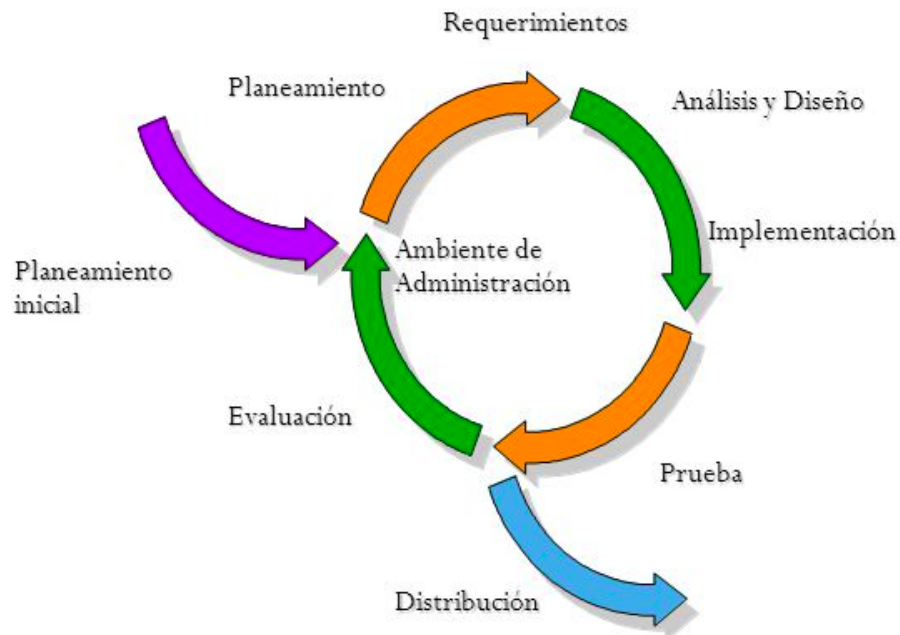 Requerimientos
Planeamiento
Análisis y Diseño
Implementación
Ambiente de
Administración
Planeamiento
inicial
Evaluación
Prueba
Distribución